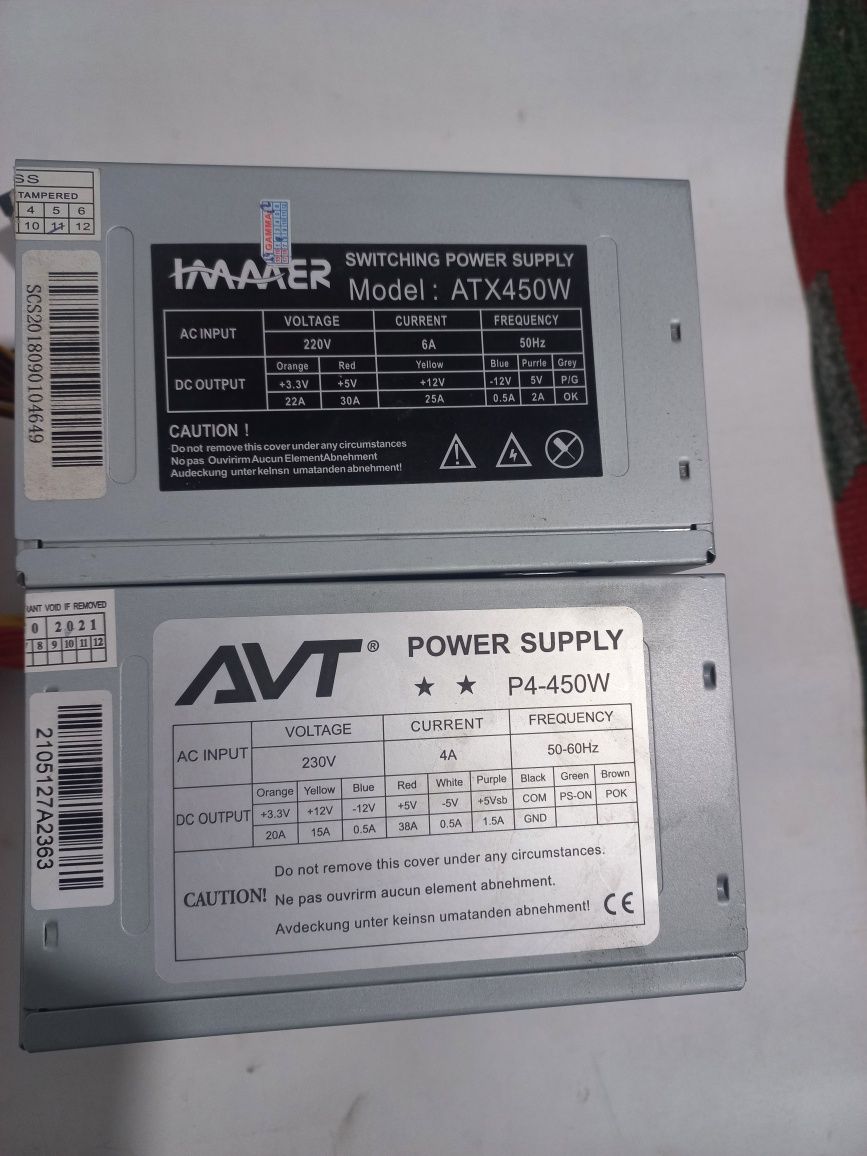 SS
TAMPERED
4 5 6
10 11 12
SCS2018090104649
GAMMA
IMMER
SWITCHING POWER SUPPLY
Model : ATX450W
AC INPUT VOLTAGE CURRENT FREQUENCY
220V 6A 50Hz
DC OUTPUT Orange Red Yellow Blue Purrle Grey
+3.3V +5V +12V -12V 5V P/G
22A 30A 25A 0.5A 2A OK
CAUTION !
Do not remove this cover under any circumstances
No pas Ouvirirm Aucun ElementAbnehment
Audeckung unter kelnsn umatanden abnehment!
RANT VOID IF REMOVED
0 2021
7 8 9 10 11 12
2105127A2363
AVT®
POWER SUPPLY
★ ★ P4-450W
AC INPUT VOLTAGE CURRENT FREQUENCY
230V 4A 50-60Hz
DC OUTPUT Orange Yellow Blue Red White Purple Black Green Brown
+3.3V +12V -12V +5V -5V +5Vsb COM PS-ON POK
20A 15A 0.5A 38A 0.5A 1.5A GND
CAUTION!
Do not remove this cover under any circumstances.
Ne pas ouvrirm aucun element abnehment.
Avdeckung unter keinsn umatanden abnehment!
CE